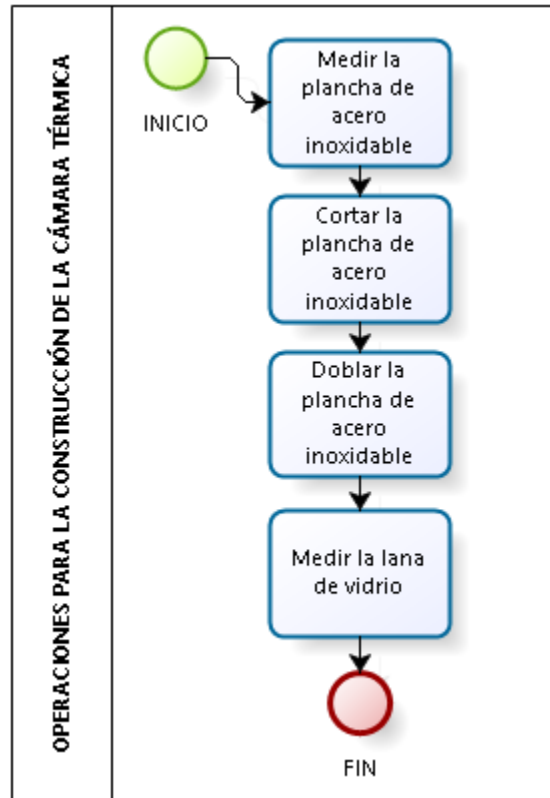 OPERACIONES PARA LA CONSTRUCCIÓN DE LA CÁMARA TÉRMICA
INICIO
Medir la
plancha de
acero
inoxidable
Cortar la
plancha de
acero
inoxidable
Doblar la
plancha de
acero
inoxidable
Medir la lana
de vidrio
FIN